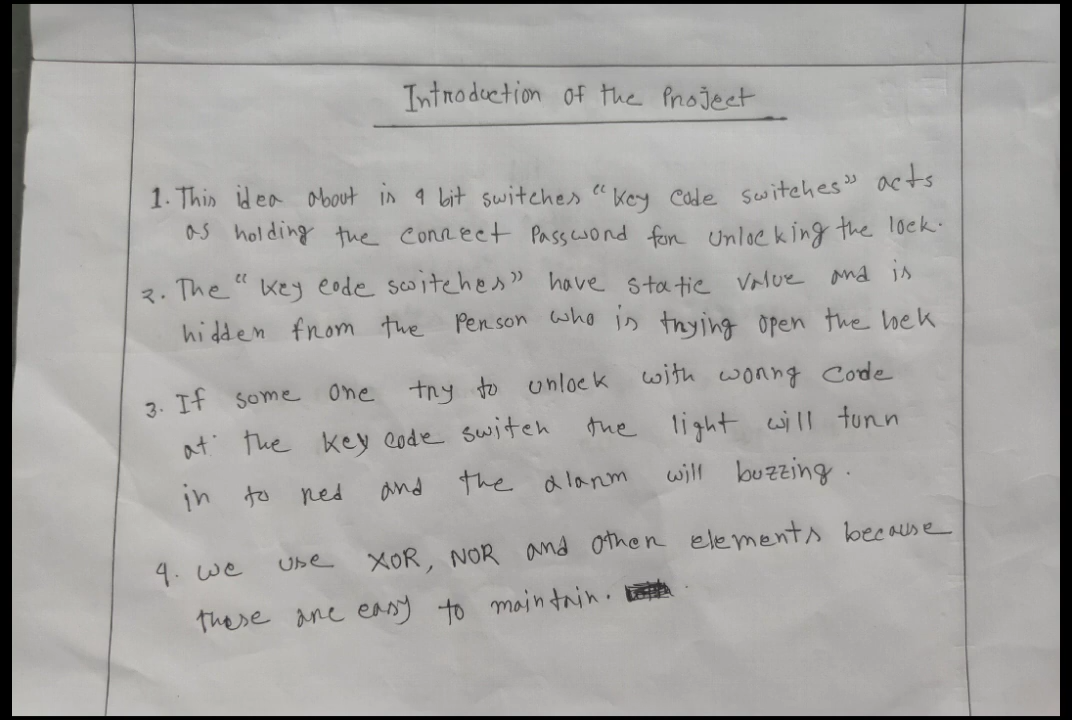 Introduction of the Project
1. This idea about is 4 bit switches “Key Code switches” acts
as holding the correct Password for Unlocking the lock.
2. The “Key code switches” have static value and is
hidden from the Person who is trying open the lock
3. If some one try to unlock with worng Code
at the key code switch the light will turn
in to red and the alarm will buzzing.
4. we use XOR, NOR and other elements because
these are easy to maintain.